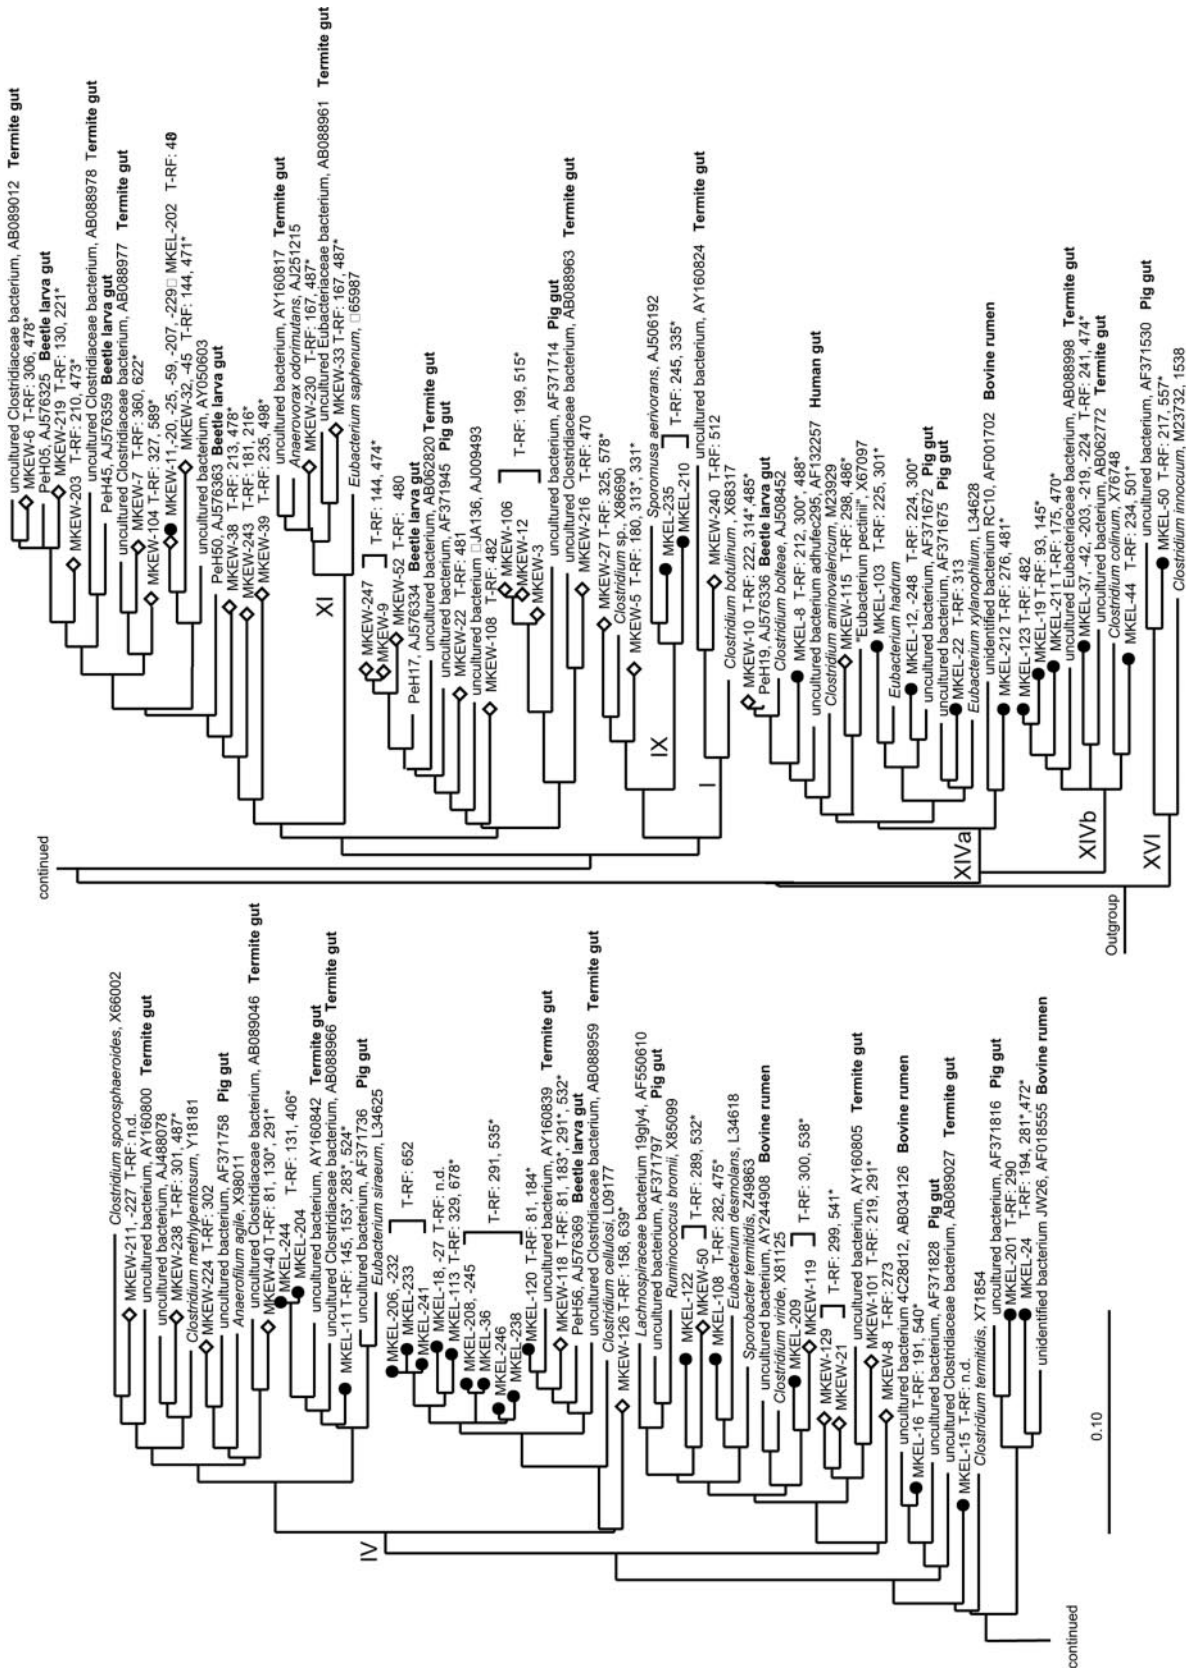 Clostridium sporosphaeroides, X66002
MKEW-211, -227 T-RF: n.d.
uncultured bacterium, AY160800 Termite gut
uncultured bacterium, AJ488078
MKEW-238 T-RF: 301, 487*
Clostridium methylpentosum, Y18181
MKEW-224 T-RF: 302
uncultured bacterium, AF371758 Pig gut
Anaerofilum agile, X98011
uncultured Clostridiaceae bacterium, AB089046 Termite gut
MKEW-40 T-RF: 81, 130*, 291*
MKEL-244
MKEL-204
T-RF: 131, 406*
uncultured bacterium, AY160842 Termite gut
uncultured Clostridiaceae bacterium, AB088966 Termite gut
MKEL-11 T-RF: 145, 153*, 283*, 524*
uncultured bacterium, AF371736 Pig gut
Eubacterium siraeum, L34625
IV
MKEL-206, -232
MKEL-233
MKEL-241
T-RF: 652
MKEL-18, -27 T-RF: n.d.
MKEL-113 T-RF: 329, 678*
MKEL-208, -245
MKEL-36
MKEL-246
MKEL-238
T-RF: 291, 535*
MKEL-120 T-RF: 81, 184*
uncultured bacterium, AY160839 Termite gut
MKEW-118 T-RF: 81, 183*, 291*, 532*
PeH56, AJ576369 Beetle larva gut
uncultured Clostridiaceae bacterium, AB088959 Termite gut
Clostridium cellulosi, L09177
MKEW-126 T-RF: 158, 639*
Lachnospiraceae bacterium 19gly4, AF550610
uncultured bacterium, AF371797 Pig gut
Ruminococcus bromii, X85099
MKEL-122
MKEW-50
T-RF: 289, 532*
MKEL-108 T-RF: 282, 475*
Eubacterium desmolans, L34618
Sporobacter termitidis, Z49863
uncultured bacterium, AY244908 Bovine rumen
Clostridium viride, X81125
MKEL-209
MKEW-119
T-RF: 300, 538*
MKEW-129
MKEW-21
T-RF: 299, 541*
uncultured bacterium, AY160805 Termite gut
MKEW-101 T-RF: 219, 291*
MKEW-8 T-RF: 273
uncultured bacterium 4C28d12, AB034126 Bovine rumen
MKEL-16 T-RF: 191, 540*
uncultured bacterium, AF371828 Pig gut
uncultured Clostridiaceae bacterium, AB089027 Termite gut
MKEL-15 T-RF: n.d.
Clostridium termitidis, X71854
uncultured bacterium, AF371816 Pig gut
MKEL-201 T-RF: 290
MKEL-24 T-RF: 194, 281*,472*
unidentified bacterium JW26, AF018555 Bovine rumen
continued
0.10
continued
uncultured Clostridiaceae bacterium, AB089012 Termite gut
MKEW-6 T-RF: 306, 478*
PeH05, AJ576325 Beetle larva gut
MKEW-219 T-RF: 130, 221*
MKEW-203 T-RF: 210, 473*
uncultured Clostridiaceae bacterium, AB088978 Termite gut
PeH45, AJ576359 Beetle larva gut
uncultured Clostridiaceae bacterium, AB088977 Termite gut
MKEW-7 T-RF: 360, 622*
MKEW-104 T-RF: 327, 589*
MKEW-11,-20, -25, -59, -207, -229□ MKEL-202 T-RF: 48
MKEW-32, -45 T-RF: 144, 471*
uncultured bacterium, AY050603
PeH50, AJ576363 Beetle larva gut
MKEW-38 T-RF: 213, 478*
MKEW-243 T-RF: 181, 216*
MKEW-39 T-RF: 235, 498*
uncultured bacterium, AY160817 Termite gut
Anaerovorax odorimutans, AJ251215
MKEW-230 T-RF: 167, 487*
uncultured Eubacteriaceae bacterium, AB088961 Termite gut
MKEW-33 T-RF: 167, 487*
XI
Eubacterium saphenum, □65987
MKEW-247
MKEW-9
T-RF: 144, 474*
MKEW-52 T-RF: 480
PeH17, AJ576334 Beetle larva gut
uncultured bacterium, AB062820 Termite gut
uncultured bacterium, AF371945 Pig gut
MKEW-22 T-RF: 481
uncultured bacterium □JA136, AJ009493
MKEW-108 T-RF: 482
MKEW-106
MKEW-12
MKEW-3
T-RF: 199, 515*
uncultured bacterium, AF371714 Pig gut
uncultured Clostridiaceae bacterium, AB088963 Termite gut
MKEW-216 T-RF: 470
MKEW-27 T-RF: 325, 578*
Clostridium sp., X86690
MKEW-5 T-RF: 180, 313*, 331*
Sporomusa aerivorans, AJ506192
MKEL-235
MKEL-210
T-RF: 245, 335*
IX
uncultured bacterium, AY160824 Termite gut
MKEW-240 T-RF: 512
I
Clostridium botulinum, X68317
MKEW-10 T-RF: 222, 314*, 485*
PeH19, AJ576336 Beetle larva gut
Clostridium bolteae, AJ508452
MKEL-8 T-RF: 212, 300*, 488*
uncultured bacterium adhufec295, AF132257 Human gut
Clostridium aminovalericum, M23929
MKEW-115 T-RF: 298, 486*
"Eubacterium pectinii", X67097
MKEL-103 T-RF: 225, 301*
Eubacterium hadrum
MKEL-12, -248 T-RF: 224, 300*
uncultured bacterium, AF371672 Pig gut
uncultured bacterium, AF371675 Pig gut
MKEL-22 T-RF: 313
Eubacterium xylanophilum, L34628
unidentified bacterium RC10, AF001702 Bovine rumen
MKEL-212 T-RF: 276, 481*
XIVa
MKEL-123 T-RF: 482
MKEL-19 T-RF: 93, 145*
MKEL-211 T-RF: 175, 470*
uncultured Eubacteriaceae bacterium, AB088998 Termite gut
MKEL-37, -42, -203, -219, -224 T-RF: 241, 474*
uncultured bacterium, AB062772 Termite gut
Clostridium colinum, X76748
MKEL-44 T-RF: 234, 501*
XIVb
uncultured bacterium, AF371530 Pig gut
MKEL-50 T-RF: 217, 557*
Clostridium innocuum, M23732, 1538
XVI
Outgroup